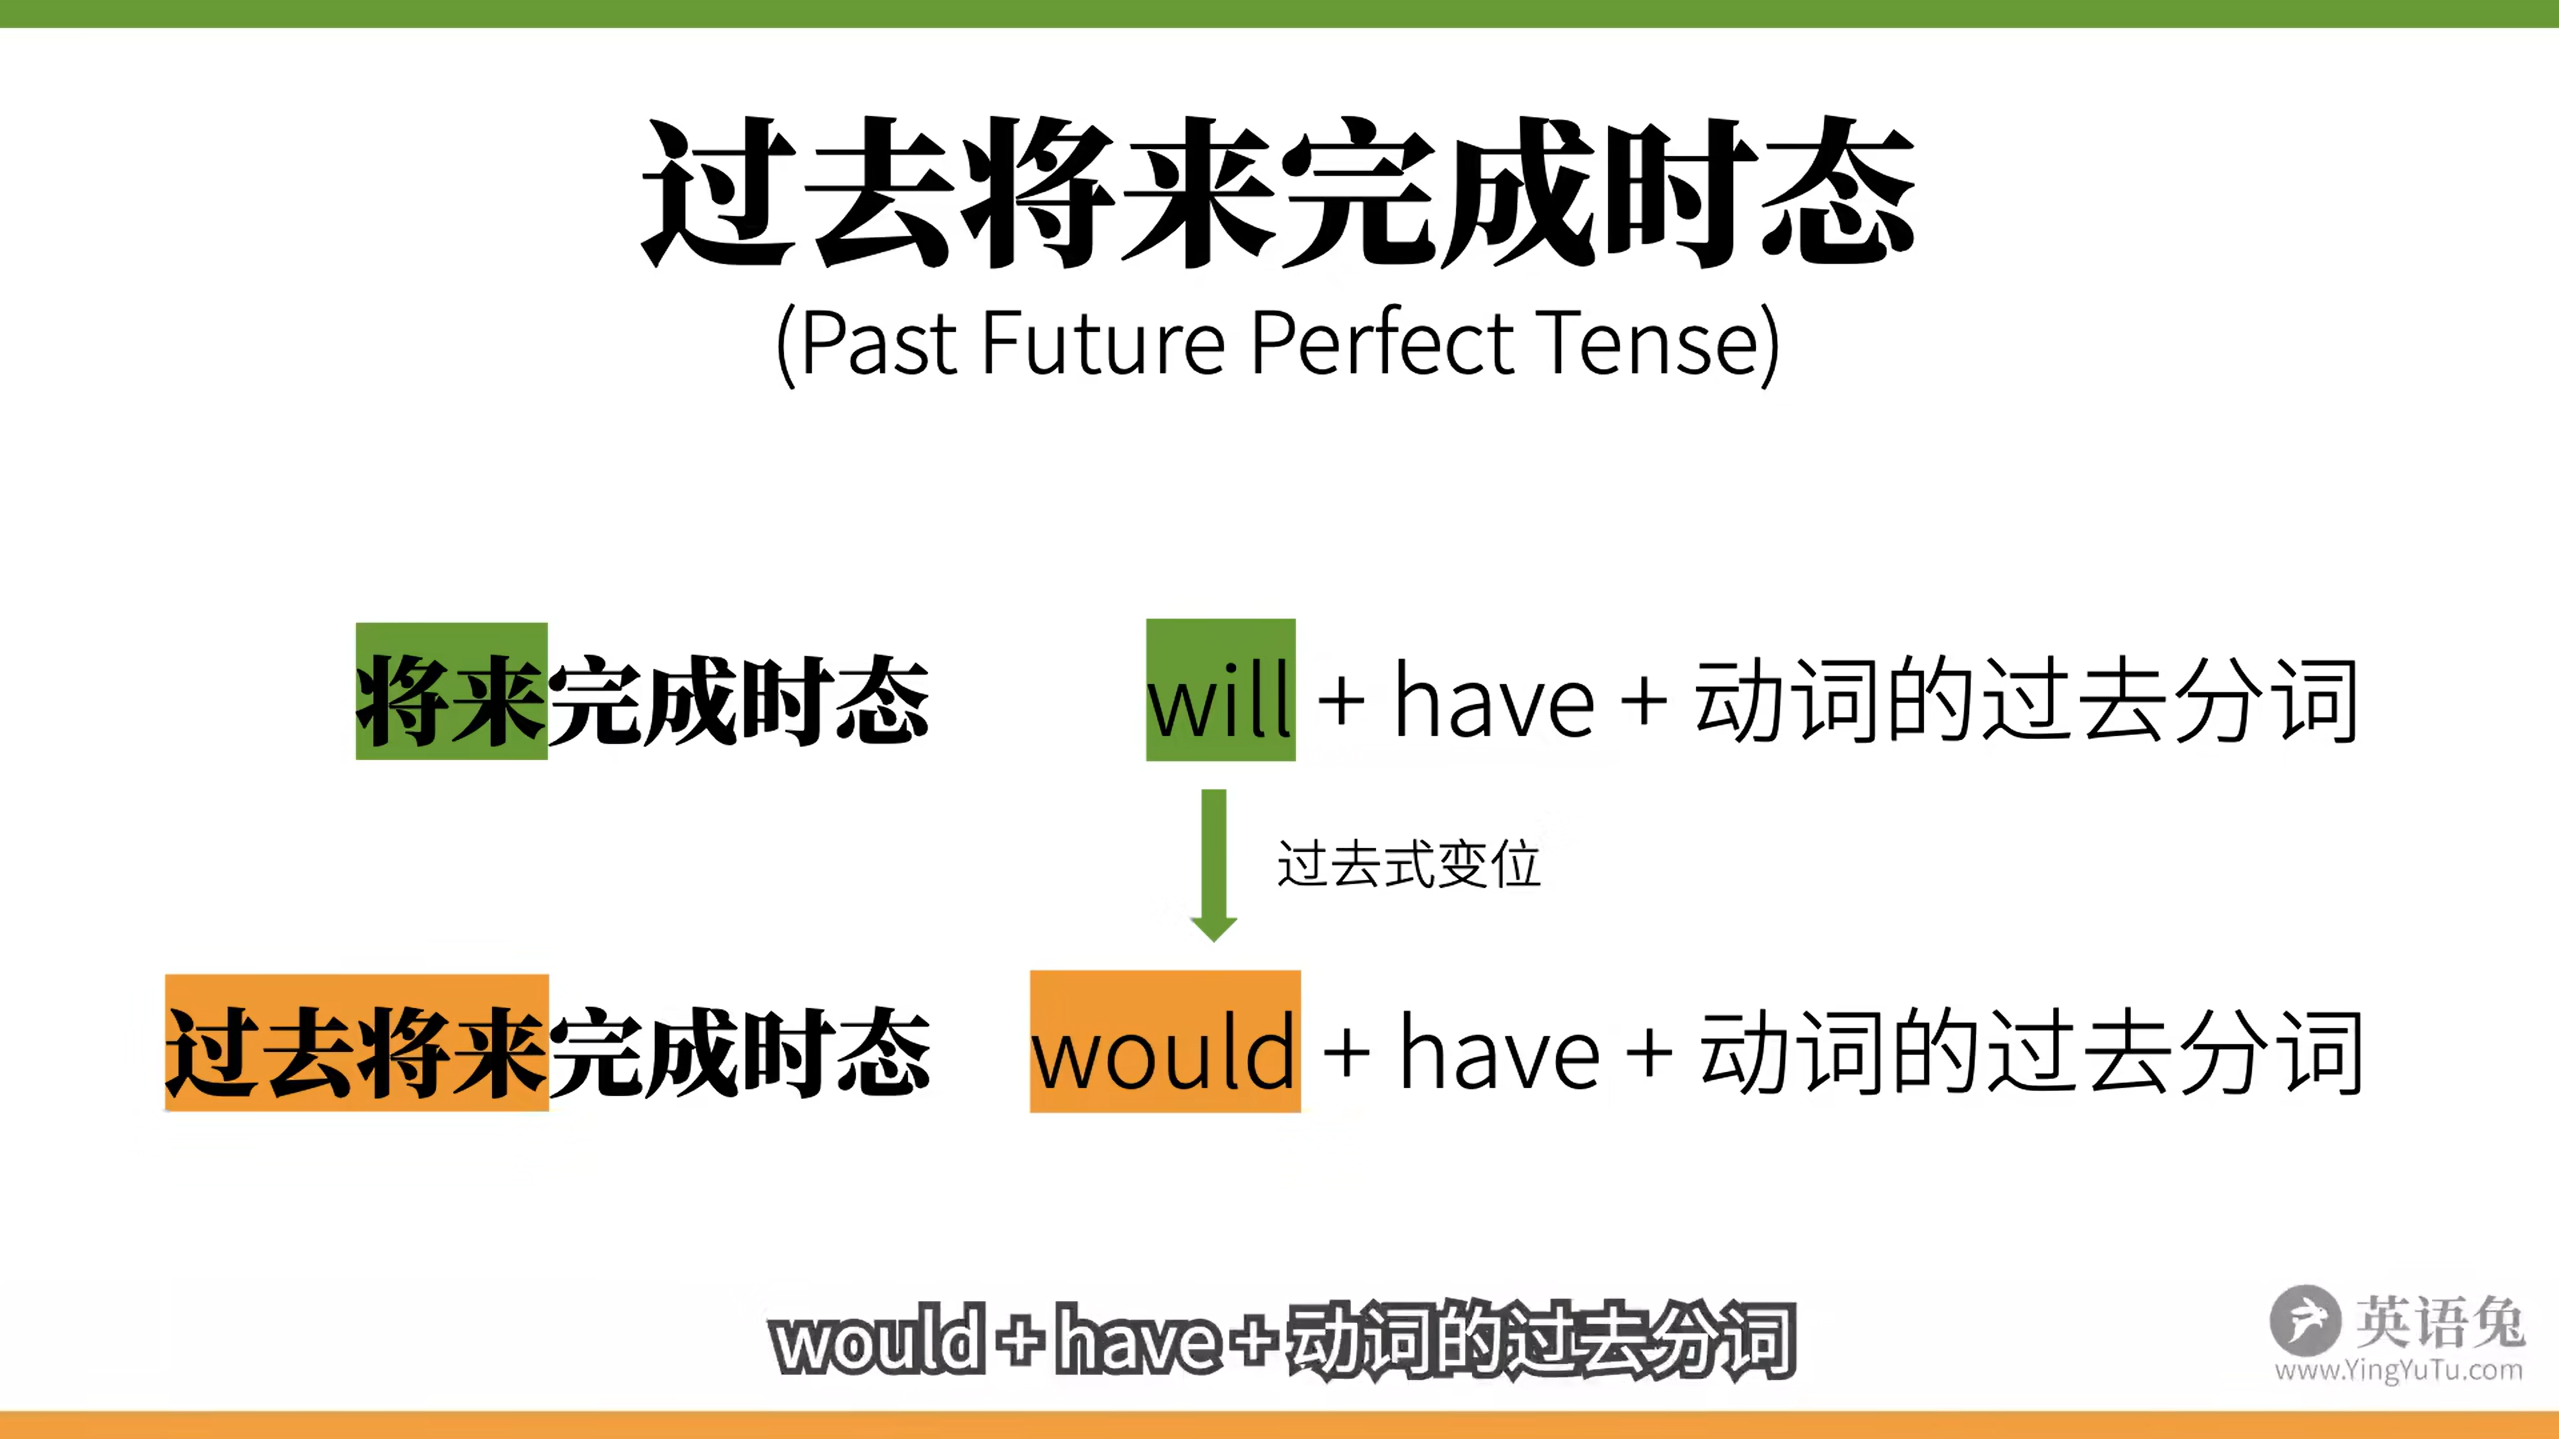 过去将来完成时态
(Past Future Perfect Tense)
将来完成时态 will + have + 动词的过去分词
过去式变位
过去将来完成时态 would + have + 动词的过去分词
would + have + 动词的过去分词
英语兔
www.YingYuTu.com